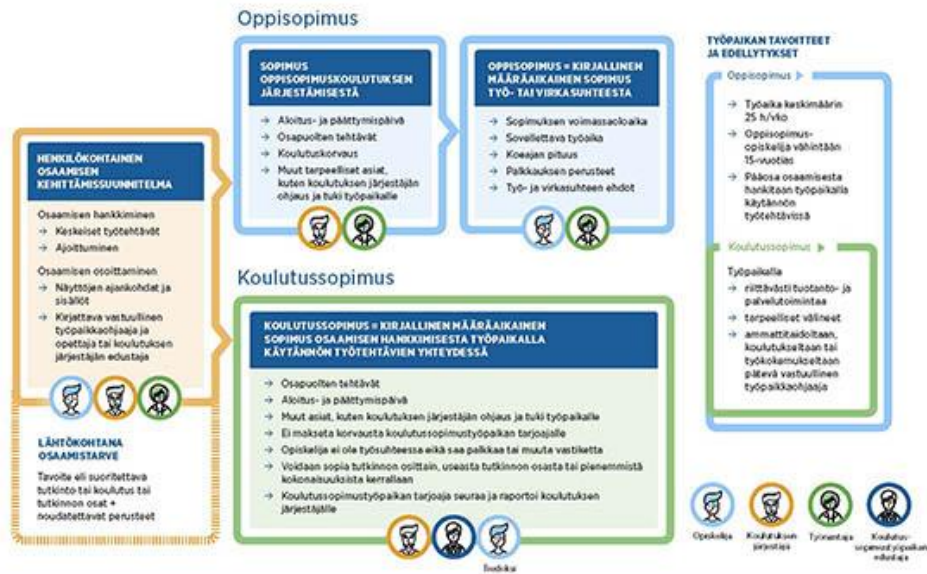 Oppisopimus
HENKILÖKOHTAINEN
OSAAMISEN
KEHITTÄMISSUUNNITELMA
Osaamisen hankkiminen
→ Keskeiset työtehtävät
→ Ajoittuminen
Osaamisen osoittaminen
→ Näyttöjen ajankohdat ja
sisällöt
→ Kirjattava vastuullinen
työpaikkaohjaaja ja
opettaja tai koulutuksen
järjestäjän edustaja
LÄHTÖKOHTANA
OSAAMISTARVE
Tavoite eli suoritettava
tutkinto tai koulutus tai
tutkinnon osat +
noudatettavat perusteet
SOPIMUS
OPPISOPIMUSKOULUTUKSEN
JÄRJESTÄMISESTÄ
→ Aloitus- ja päättymispäivä
→ Osapuolten tehtävät
→ Koulutuskorvaus
→ Muut tarpeelliset asiat,
kuten koulutuksen järjestäjän
ohjaus ja tuki työpaikalle
OPPISOPIMUS = KIRJALLINEN
MÄÄRÄAIKAINEN SOPIMUS
TYÖ- TAI VIRKASUHTEESTA
→ Sopimuksen voimassaoloaika
→ Sovellettava työaika
→ Koeajan pituus
→ Palkkauksen perusteet
→ Työ- ja virkasuhteen ehdot
Koulutussopimus
KOULUTUSSOPIMUS = KIRJALLINEN MÄÄRÄAIKAINEN
SOPIMUS OSAAMISEN HANKKIMISESTA TYÖPAIKALLA
KÄYTÄNNÖN TYÖTEHTÄVIEN YHTEYDESSÄ
→ Osapuolten tehtävät
→ Aloitus- ja päättymispäivä
→ Muut asiat, kuten koulutuksen järjestäjän ohjaus ja tuki työpaikalle
→ Ei makseta korvausta koulutussopimustyöpaikan tarjoajalle
→ Opiskelija ei ole työsuhteessa eikä saa palkkaa tai muuta vastiketta
→ Voidaan sopia tutkinnon osittain, useasta tutkinnon osasta tai pienemmistä
kokonaisuuksista kerrallaan
→ Koulutussopimustyöpaikan tarjoaja seuraa ja raportoi koulutuksen
järjestäjälle
Tiedoksi
TYÖPAIKAN TAVOITTEET
JA EDELLYTYKSET
Oppisopimus
→ Työaika keskimäärin
25 h/vko
→ Oppisopimus-
opiskelija vähintään
15-vuotias
→ Pääosa osaamisesta
hankitaan työpaikalla
käytännön
työtehtävissä
Koulutussopimus
Työpaikalla
→ riittävästi tuotanto- ja
palvelutoimintaa
→ tarpeelliset välineet
→ ammattitaidoltaan,
koulutukseltaan tai
työkokemukseltaan
pätevä vastuullinen
työpaikkaohjaaja
Opiskelija
Koulutuksen
järjestäjä
Työnantaja
Koulutus-
sopimustyöpaikan
edustaja